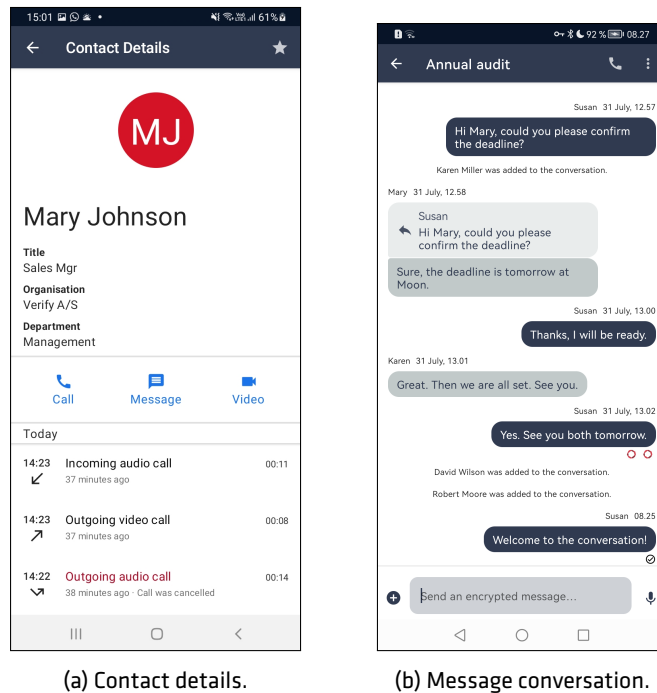 15:01 61%
Contact Details
MJ
Mary Johnson
Title
Sales Mgr
Organisation
Verify A/S
Department
Management
Call Message Video
Today
14:23 Incoming audio call 00:11
37 minutes ago
14:23 Outgoing video call 00:08
37 minutes ago
14:22 Outgoing audio call 00:14
38 minutes ago · Call was cancelled
(a) Contact details.
92 % 08.27
Annual audit
Susan 31 July, 12.57
Hi Mary, could you please confirm
the deadline?
Karen Miller was added to the conversation.
Mary 31 July, 12.58
Susan
Hi Mary, could you please
confirm the deadline?
Sure, the deadline is tomorrow at
Moon.
Susan 31 July, 13.00
Thanks, I will be ready.
Karen 31 July, 13.01
Great. Then we are all set. See you.
Susan 31 July, 13.02
Yes. See you both tomorrow.
David Wilson was added to the conversation.
Robert Moore was added to the conversation.
Susan 08.25
Welcome to the conversation!
Send an encrypted message...
(b) Message conversation.